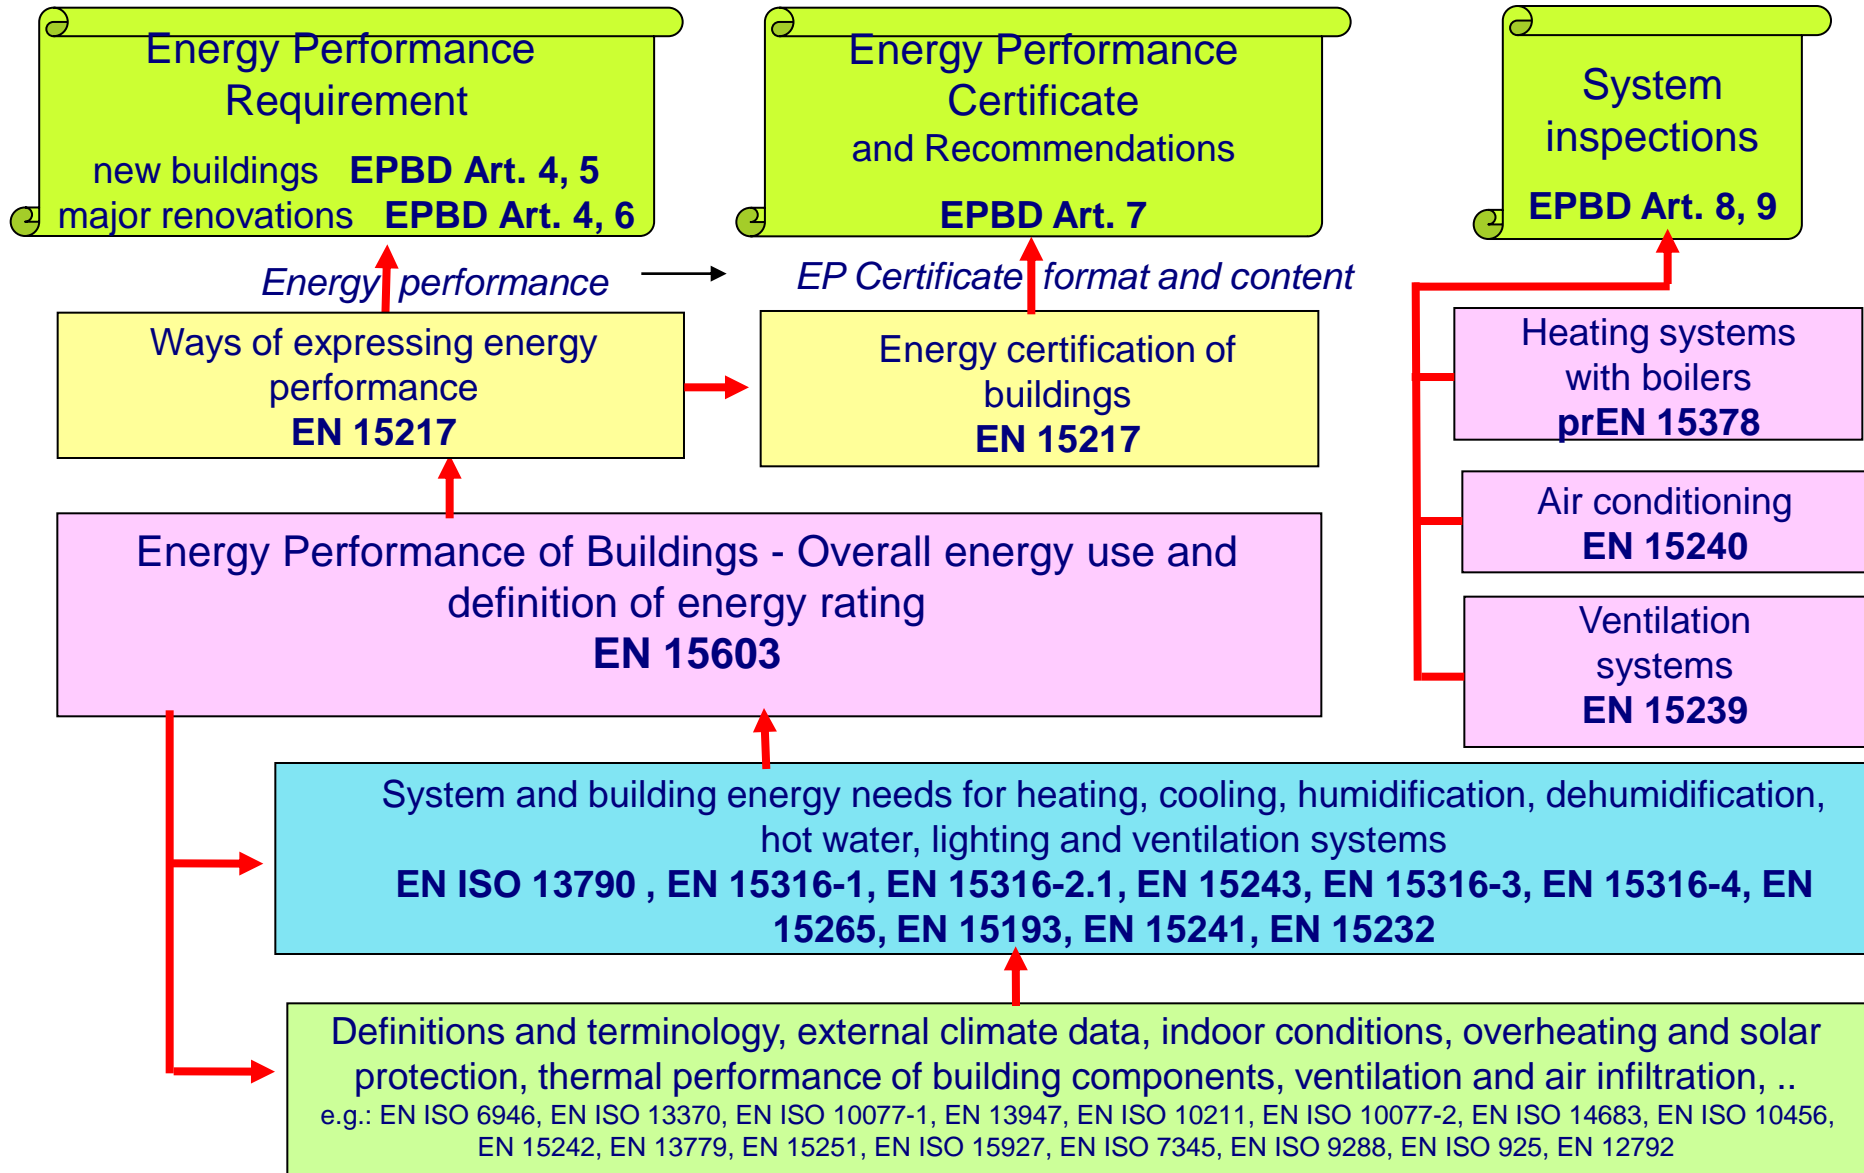 Energy Performance
Requirement
new buildings EPBD Art. 4, 5
major renovations EPBD Art. 4, 6
Energy Performance
Certificate
and Recommendations
EPBD Art. 7
System
inspections
EPBD Art. 8, 9
Energy performance
EP Certificate format and content
Ways of expressing energy
performance
EN 15217
Energy certification of
buildings
EN 15217
Heating systems
with boilers
prEN 15378
Air conditioning
EN 15240
Ventilation
systems
EN 15239
Energy Performance of Buildings - Overall energy use and
definition of energy rating
EN 15603
System and building energy needs for heating, cooling, humidification, dehumidification,
hot water, lighting and ventilation systems
EN ISO 13790 , EN 15316-1, EN 15316-2.1, EN 15243, EN 15316-3, EN 15316-4, EN
15265, EN 15193, EN 15241, EN 15232
Definitions and terminology, external climate data, indoor conditions, overheating and solar
protection, thermal performance of building components, ventilation and air infiltration, ..
e.g.: EN ISO 6946, EN ISO 13370, EN ISO 10077-1, EN 13947, EN ISO 10211, EN ISO 10077-2, EN ISO 14683, EN ISO 10456,
EN 15242, EN 13779, EN 15251, EN ISO 15927, EN ISO 7345, EN ISO 9288, EN ISO 925, EN 12792